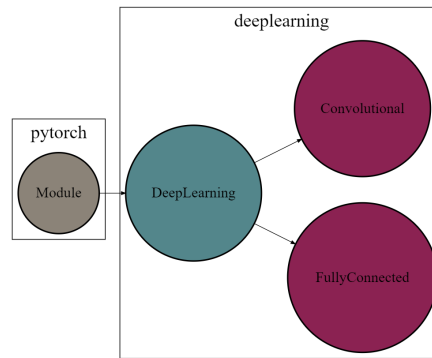 deeplearning
Convolutional
pytorch
Module
DeepLearning
FullyConnected